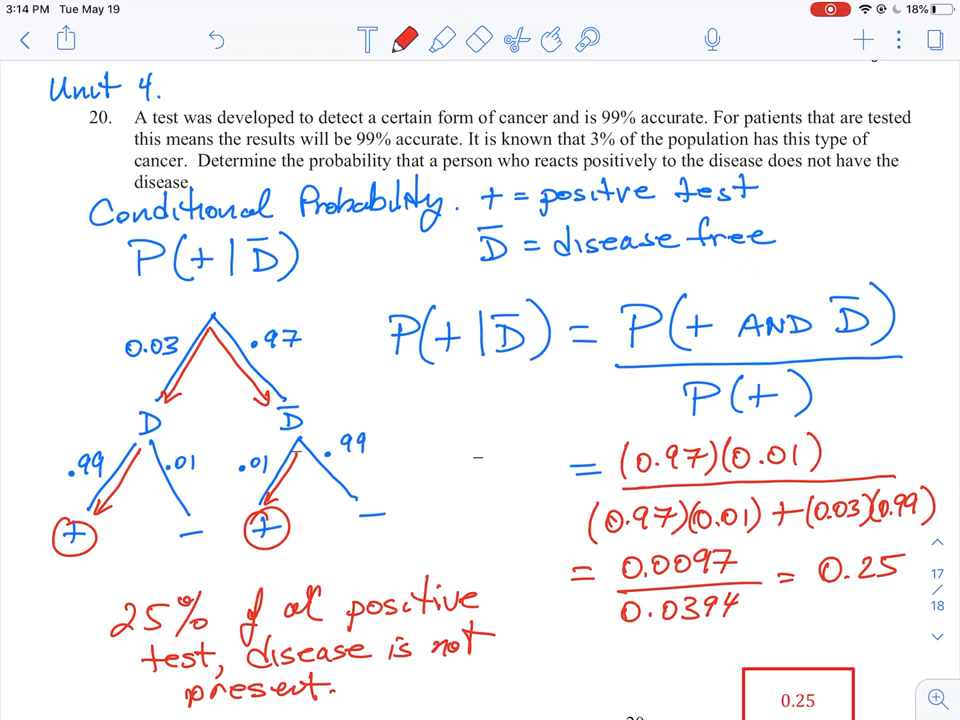 3:14 PM Tue May 19
18%
T
Unit 4.
20. A test was developed to detect a certain form of cancer and is 99% accurate. For patients that are tested
this means the results will be 99% accurate. It is known that 3% of the population has this type of
cancer. Determine the probability that a person who reacts positively to the disease does not have the
disease.
Conditional Probability. + = positve test
P(+|D̅) D̅ = disease free
0.03 .97
P(+|D̅) = P(+ AND D̅) / P(+)
D D̅
.99 .01 .01 .99
+ − + −
= (0.97)(0.01) / (0.97)(0.01) + (0.03)(0.99)
= 0.0097 / 0.0394 = 0.25
17
/
18
25% of all positive
test, disease is not
present.
0.25